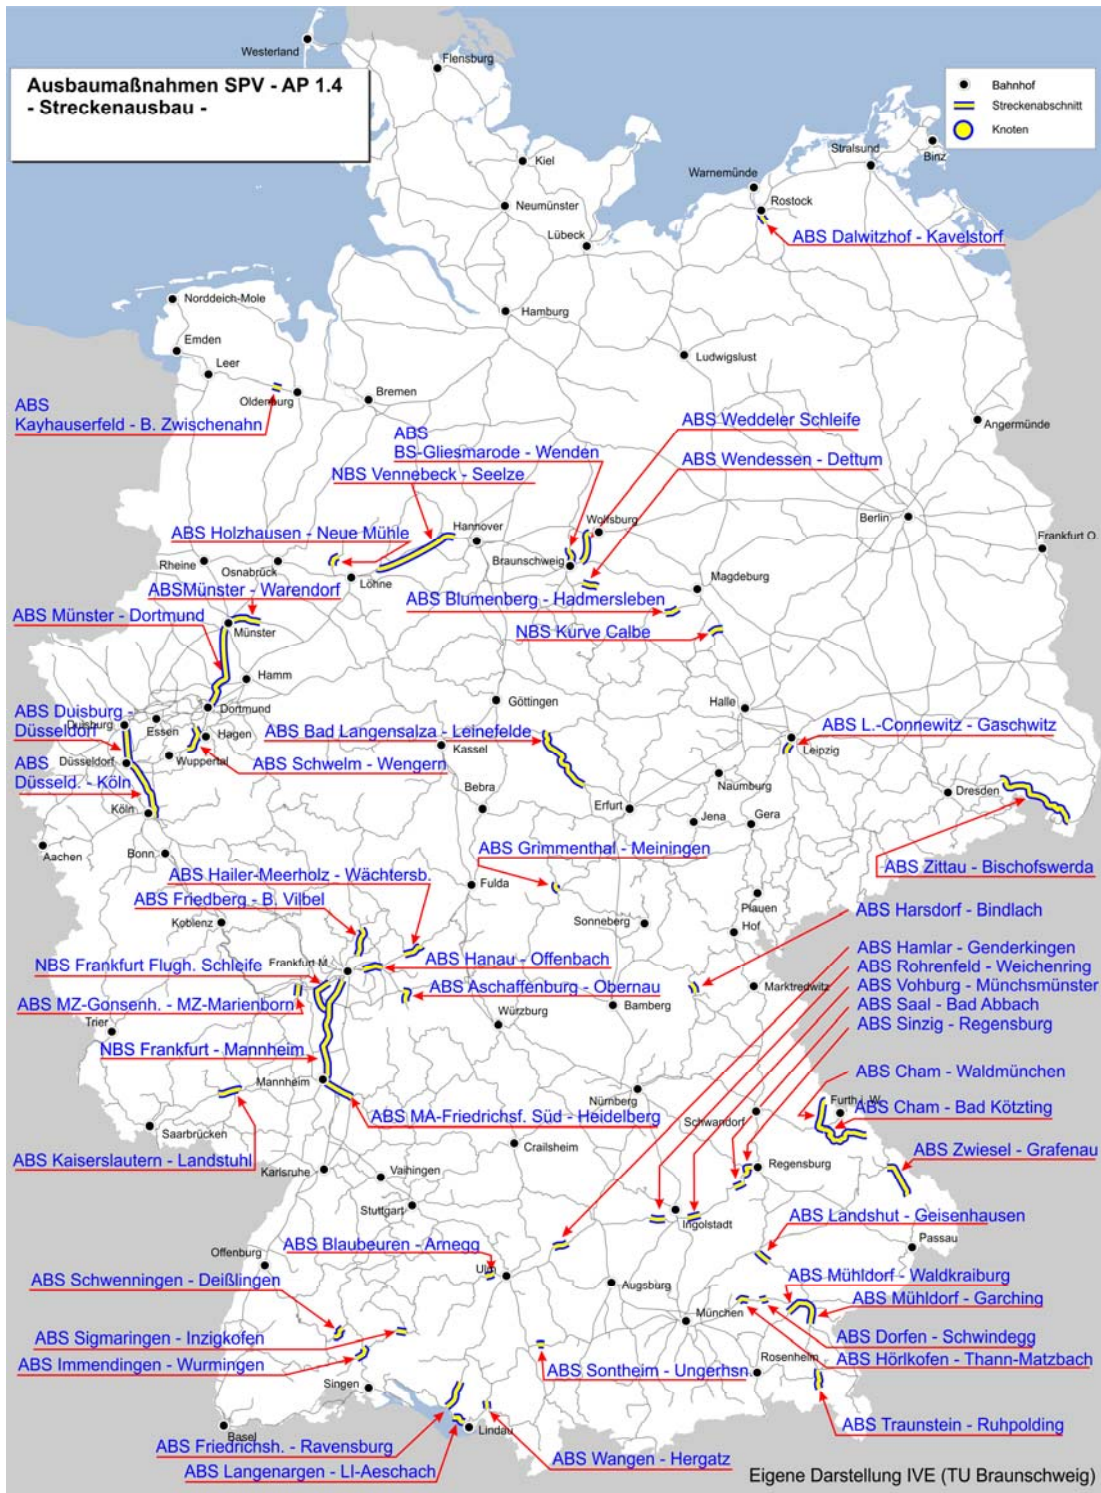 Westerland
Flensburg
Ausbaumaßnahmen SPV - AP 1.4
- Streckenausbau -
Bahnhof
Streckenabschnitt
Knoten
Kiel
Stralsund
Binz
Warnemünde
Rostock
Neumünster
Lübeck
ABS Dalwitzhof - Kavelstorf
Norddeich-Mole
Hamburg
Emden
Leer
Ludwigslust
Oldenburg
Bremen
ABS
Kayhauserfeld - B. Zwischenahn
Angermünde
ABS Weddeler Schleife
ABS
BS-Gliesmarode - Wenden
ABS Wendessen - Dettum
NBS Vennebeck - Seelze
Berlin
Hannover
Wolfsburg
ABS Holzhausen - Neue Mühle
Frankfurt O.
Rheine
Osnabrück
Löhne
Braunschweig
Magdeburg
ABSMünster - Warendorf
ABS Blumenberg - Hadmersleben
ABS Münster - Dortmund
Münster
NBS Kurve Calbe
Hamm
Göttingen
Halle
Dortmund
ABS Duisburg -
Düsseldorf
Duisburg
Essen
Hagen
ABS Bad Langensalza - Leinefelde
ABS L.-Connewitz - Gaschwitz
Kassel
Leipzig
Düsseldorf
Wuppertal
ABS Schwelm - Wengern
ABS
Düsseld. - Köln
Bebra
Naumburg
Dresden
Köln
Erfurt
Jena
Gera
Aachen
Bonn
ABS Grimmenthal - Meiningen
ABS Zittau - Bischofswerda
ABS Hailer-Meerholz - Wächtersb.
Fulda
ABS Friedberg - B. Vilbel
Plauen
ABS Harsdorf - Bindlach
Koblenz
Sonneberg
Hof
ABS Hamlar - Genderkingen
NBS Frankfurt Flugh. Schleife
Frankfurt M.
ABS Hanau - Offenbach
ABS Rohrenfeld - Weichenring
ABS Aschaffenburg - Obernau
Marktredwitz
ABS Vohburg - Münchsmünster
ABS MZ-Gonsenh. - MZ-Marienborn
Bamberg
ABS Saal - Bad Abbach
Trier
Würzburg
ABS Sinzig - Regensburg
NBS Frankfurt - Mannheim
ABS Cham - Waldmünchen
Mannheim
Nürnberg
Furth i. W.
ABS Cham - Bad Kötzting
ABS MA-Friedrichsf. Süd - Heidelberg
Schwandorf
Saarbrücken
Crailsheim
ABS Zwiesel - Grafenau
ABS Kaiserslautern - Landstuhl
Karlsruhe
Vaihingen
Regensburg
Stuttgart
Ingolstadt
ABS Landshut - Geisenhausen
Passau
ABS Blaubeuren - Arnegg
Offenburg
Ulm
ABS Schwenningen - Deißlingen
Augsburg
ABS Mühldorf - Waldkraiburg
ABS Mühldorf - Garching
München
ABS Sigmaringen - Inzigkofen
ABS Dorfen - Schwindegg
ABS Immendingen - Wurmingen
Rosenheim
ABS Hörlkofen - Thann-Matzbach
ABS Sontheim - Ungerhsn.
Singen
Basel
Lindau
ABS Traunstein - Ruhpolding
ABS Friedrichsh. - Ravensburg
ABS Wangen - Hergatz
ABS Langenargen - LI-Aeschach
Eigene Darstellung IVE (TU Braunschweig)